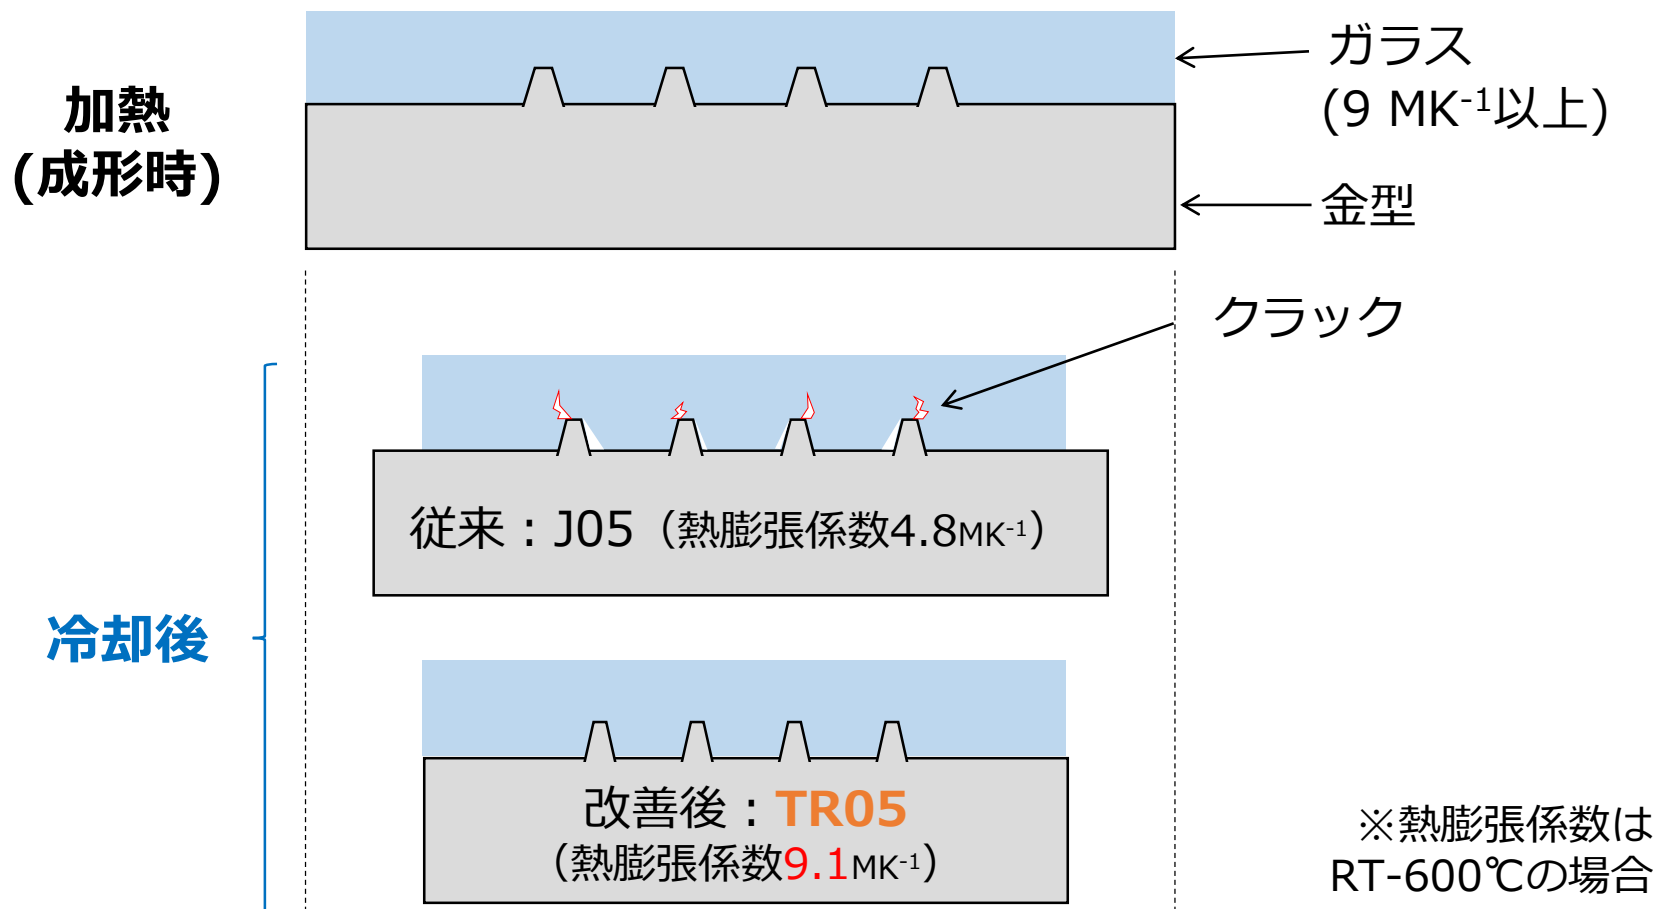 加熱
(成形時)
ガラス
(9 MK⁻¹以上)
金型
クラック
従来：J05（熱膨張係数4.8MK⁻¹）
冷却後
改善後：TR05
（熱膨張係数9.1MK⁻¹）
※熱膨張係数は
RT-600℃の場合